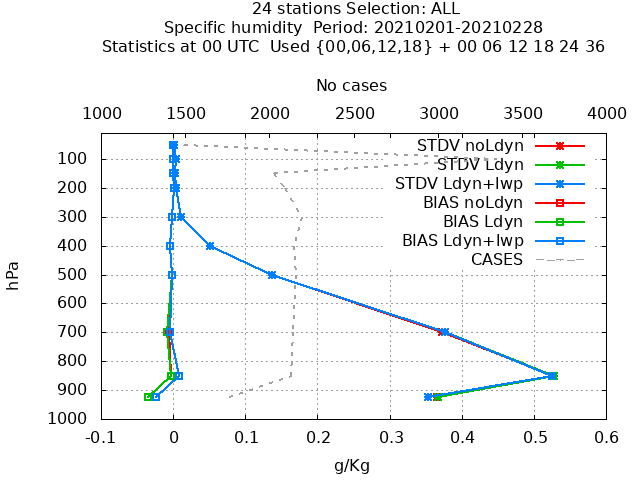 24 stations Selection: ALL
Specific humidity  Period: 20210201-20210228
Statistics at 00 UTC  Used {00,06,12,18} + 00 06 12 18 24 36
No cases
1000 1500 2000 2500 3000 3500 4000
STDV noLdyn
STDV Ldyn
STDV Ldyn+lwp
BIAS noLdyn
BIAS Ldyn
BIAS Ldyn+lwp
CASES
hPa
100
200
300
400
500
600
700
800
900
1000
-0.1 0 0.1 0.2 0.3 0.4 0.5 0.6
g/Kg